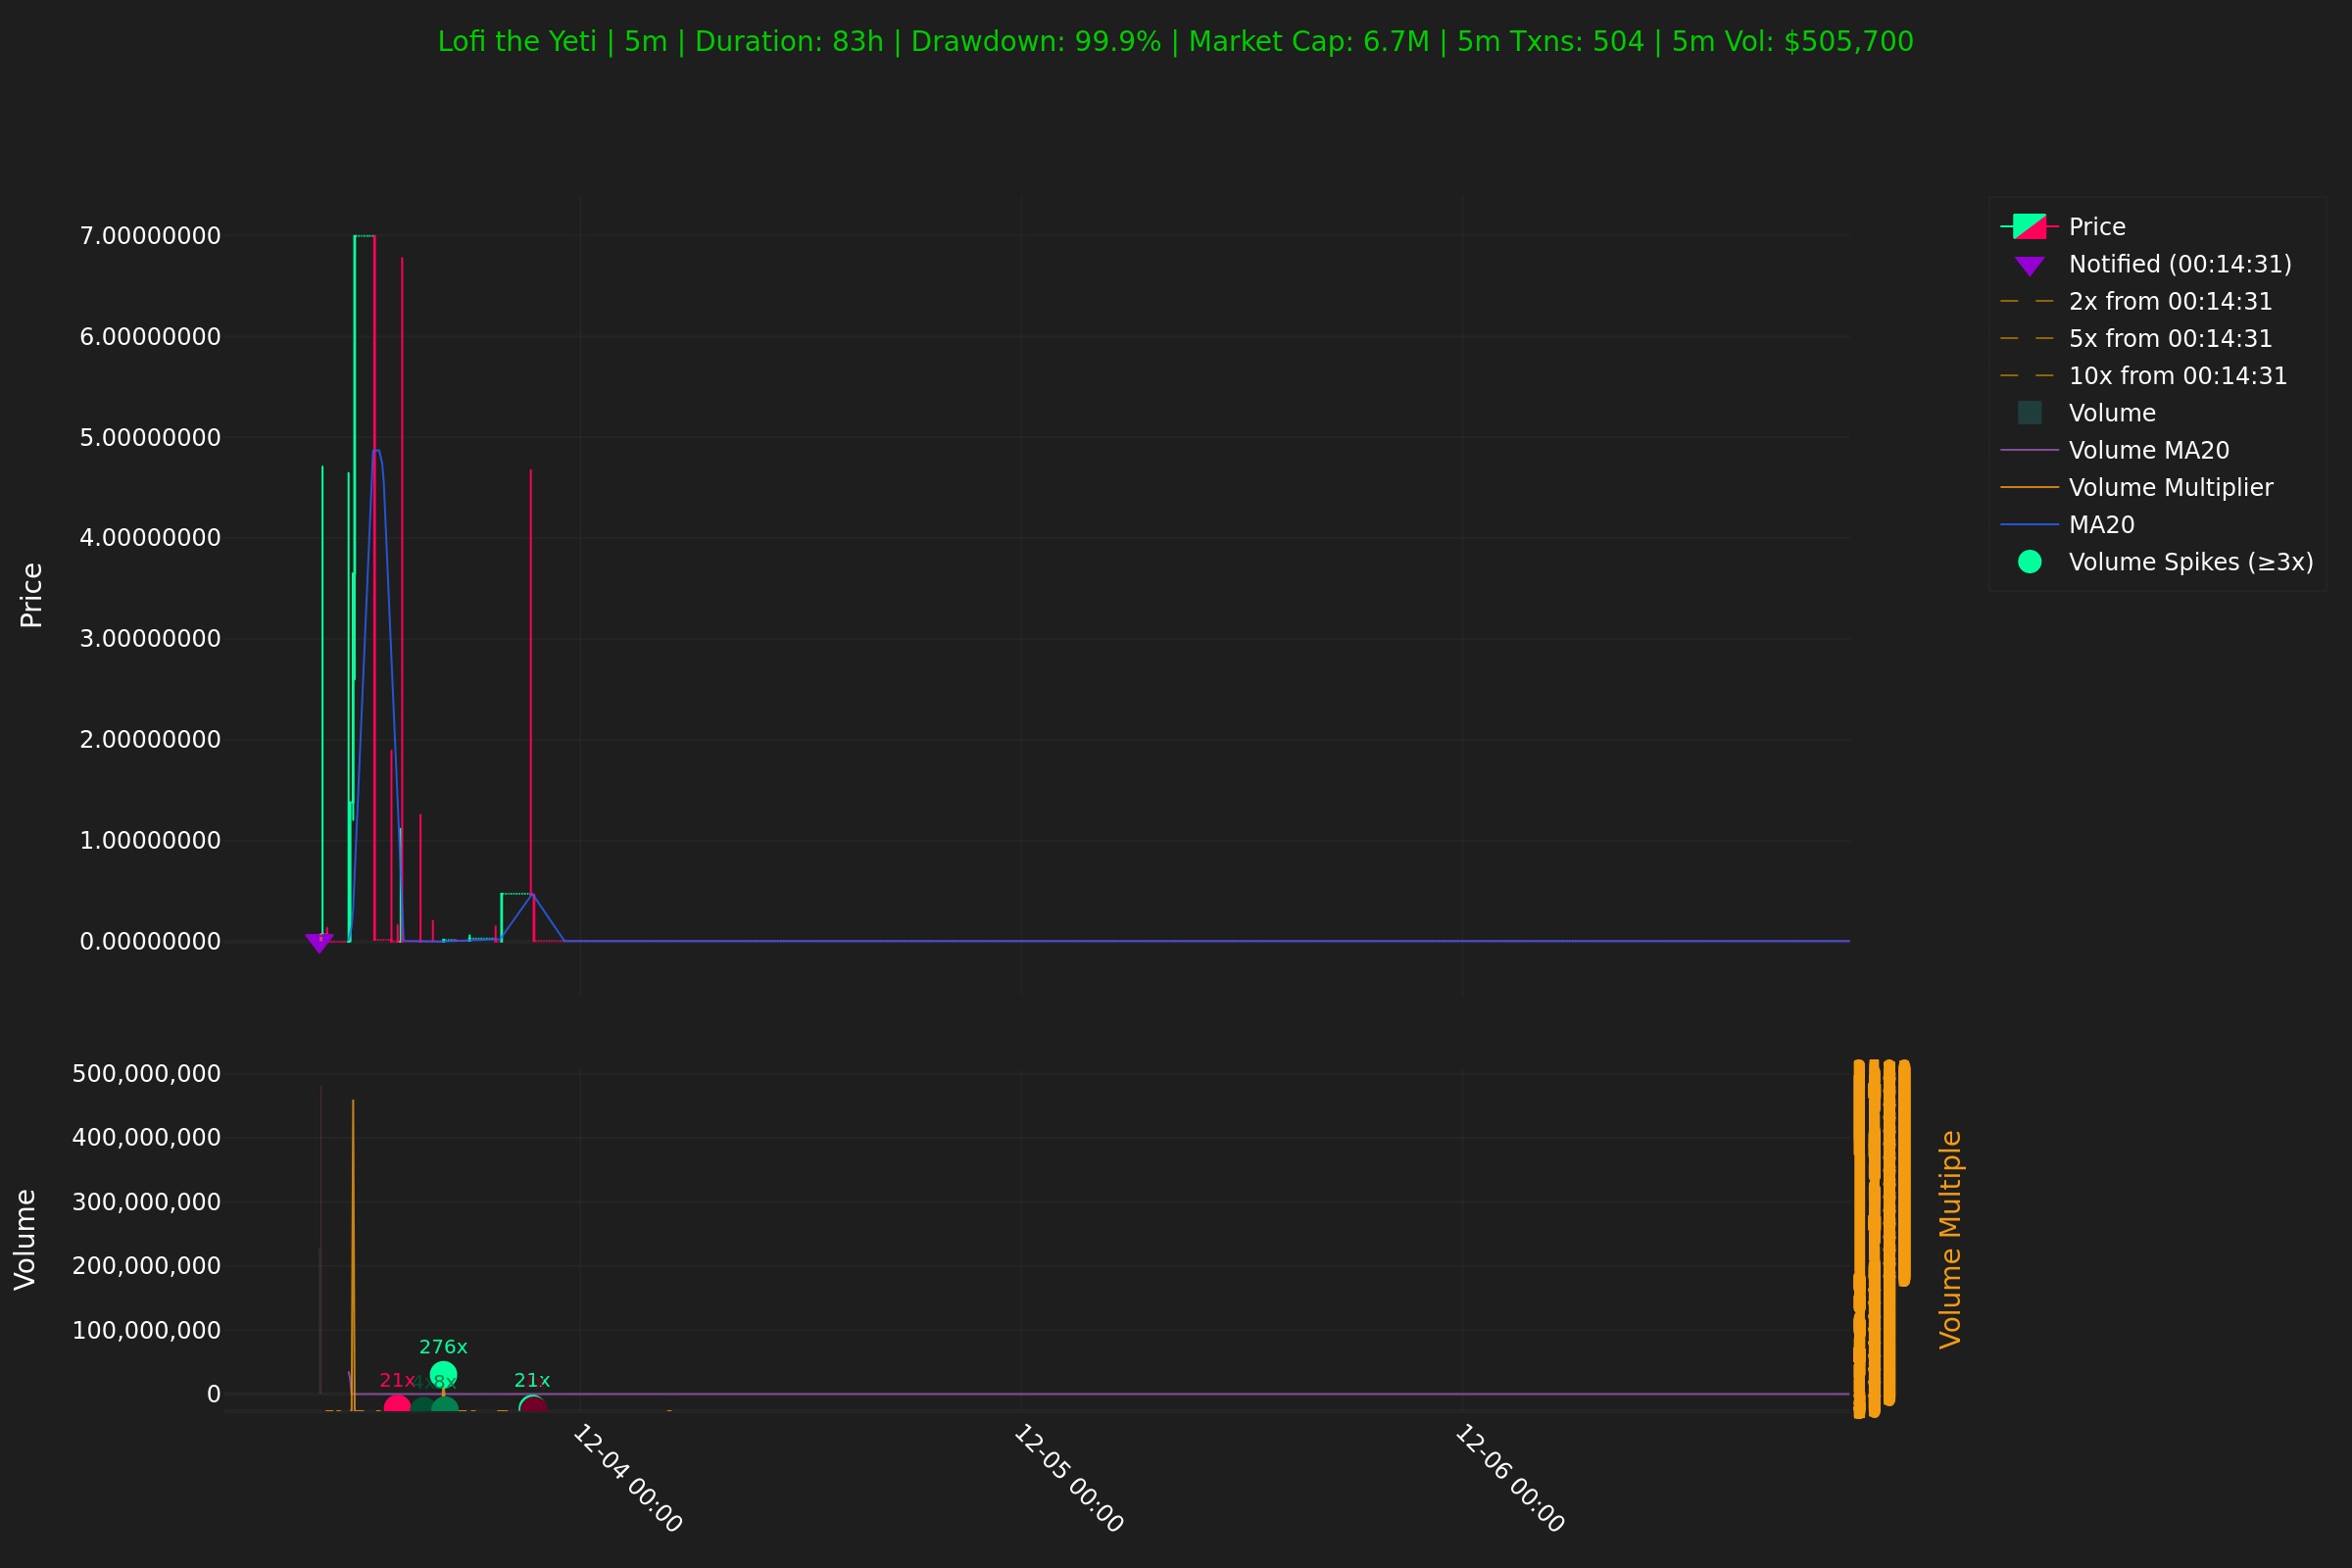 Lofi the Yeti | 5m | Duration: 83h | Drawdown: 99.9% | Market Cap: 6.7M | 5m Txns: 504 | 5m Vol: $505,700
Price
7.00000000
6.00000000
5.00000000
4.00000000
3.00000000
2.00000000
1.00000000
0.00000000
Price
Notified (00:14:31)
2x from 00:14:31
5x from 00:14:31
10x from 00:14:31
Volume
Volume MA20
Volume Multiplier
MA20
Volume Spikes (≥3x)
Volume
500,000,000
400,000,000
300,000,000
200,000,000
100,000,000
0
276x
21x
8x
21x
Volume Multiple
12-04 00:00
12-05 00:00
12-06 00:00